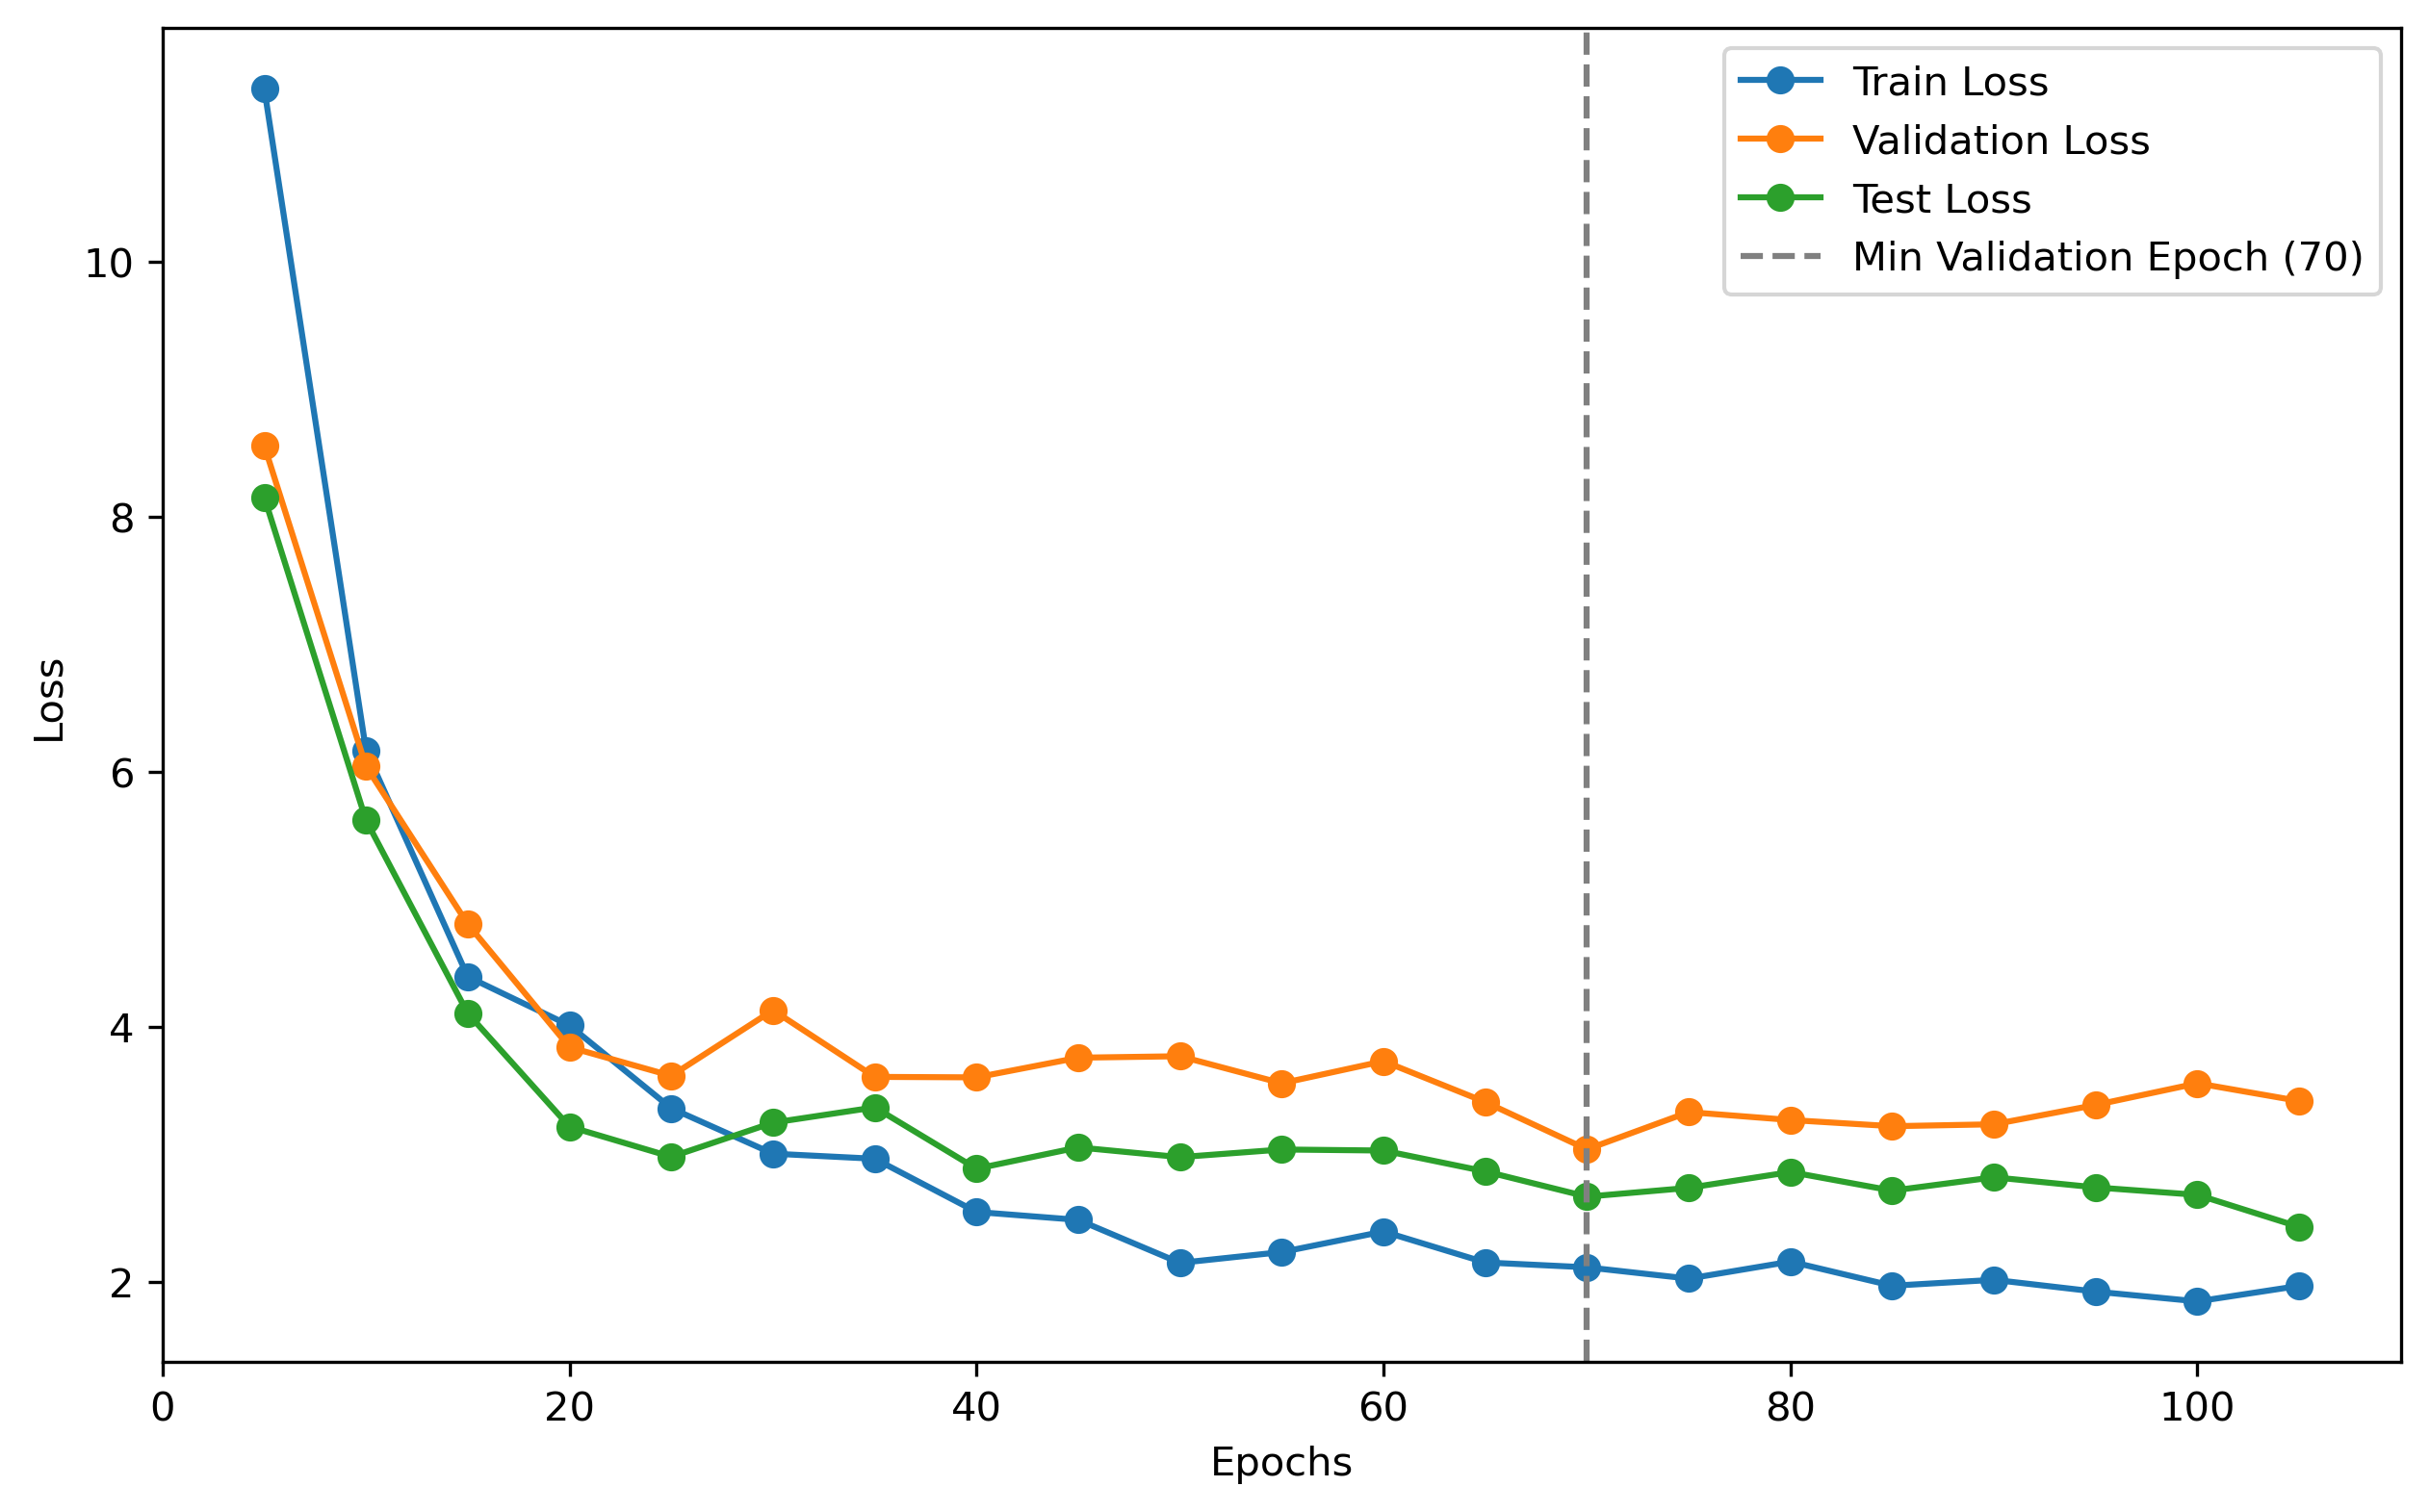 Train Loss
Validation Loss
Test Loss
Min Validation Epoch (70)
10
8
6
4
2
Loss
0 20 40 60 80 100
Epochs